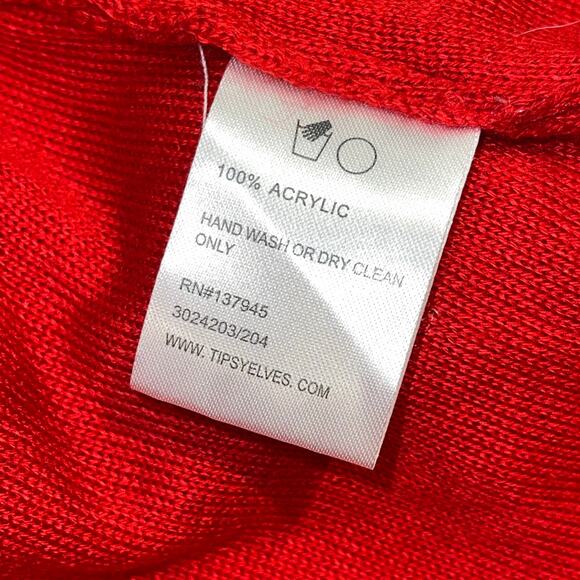 100% ACRYLIC
HAND WASH OR DRY CLEAN
ONLY
RN#137945
3024203/204
WWW. TIPSYELVES. COM